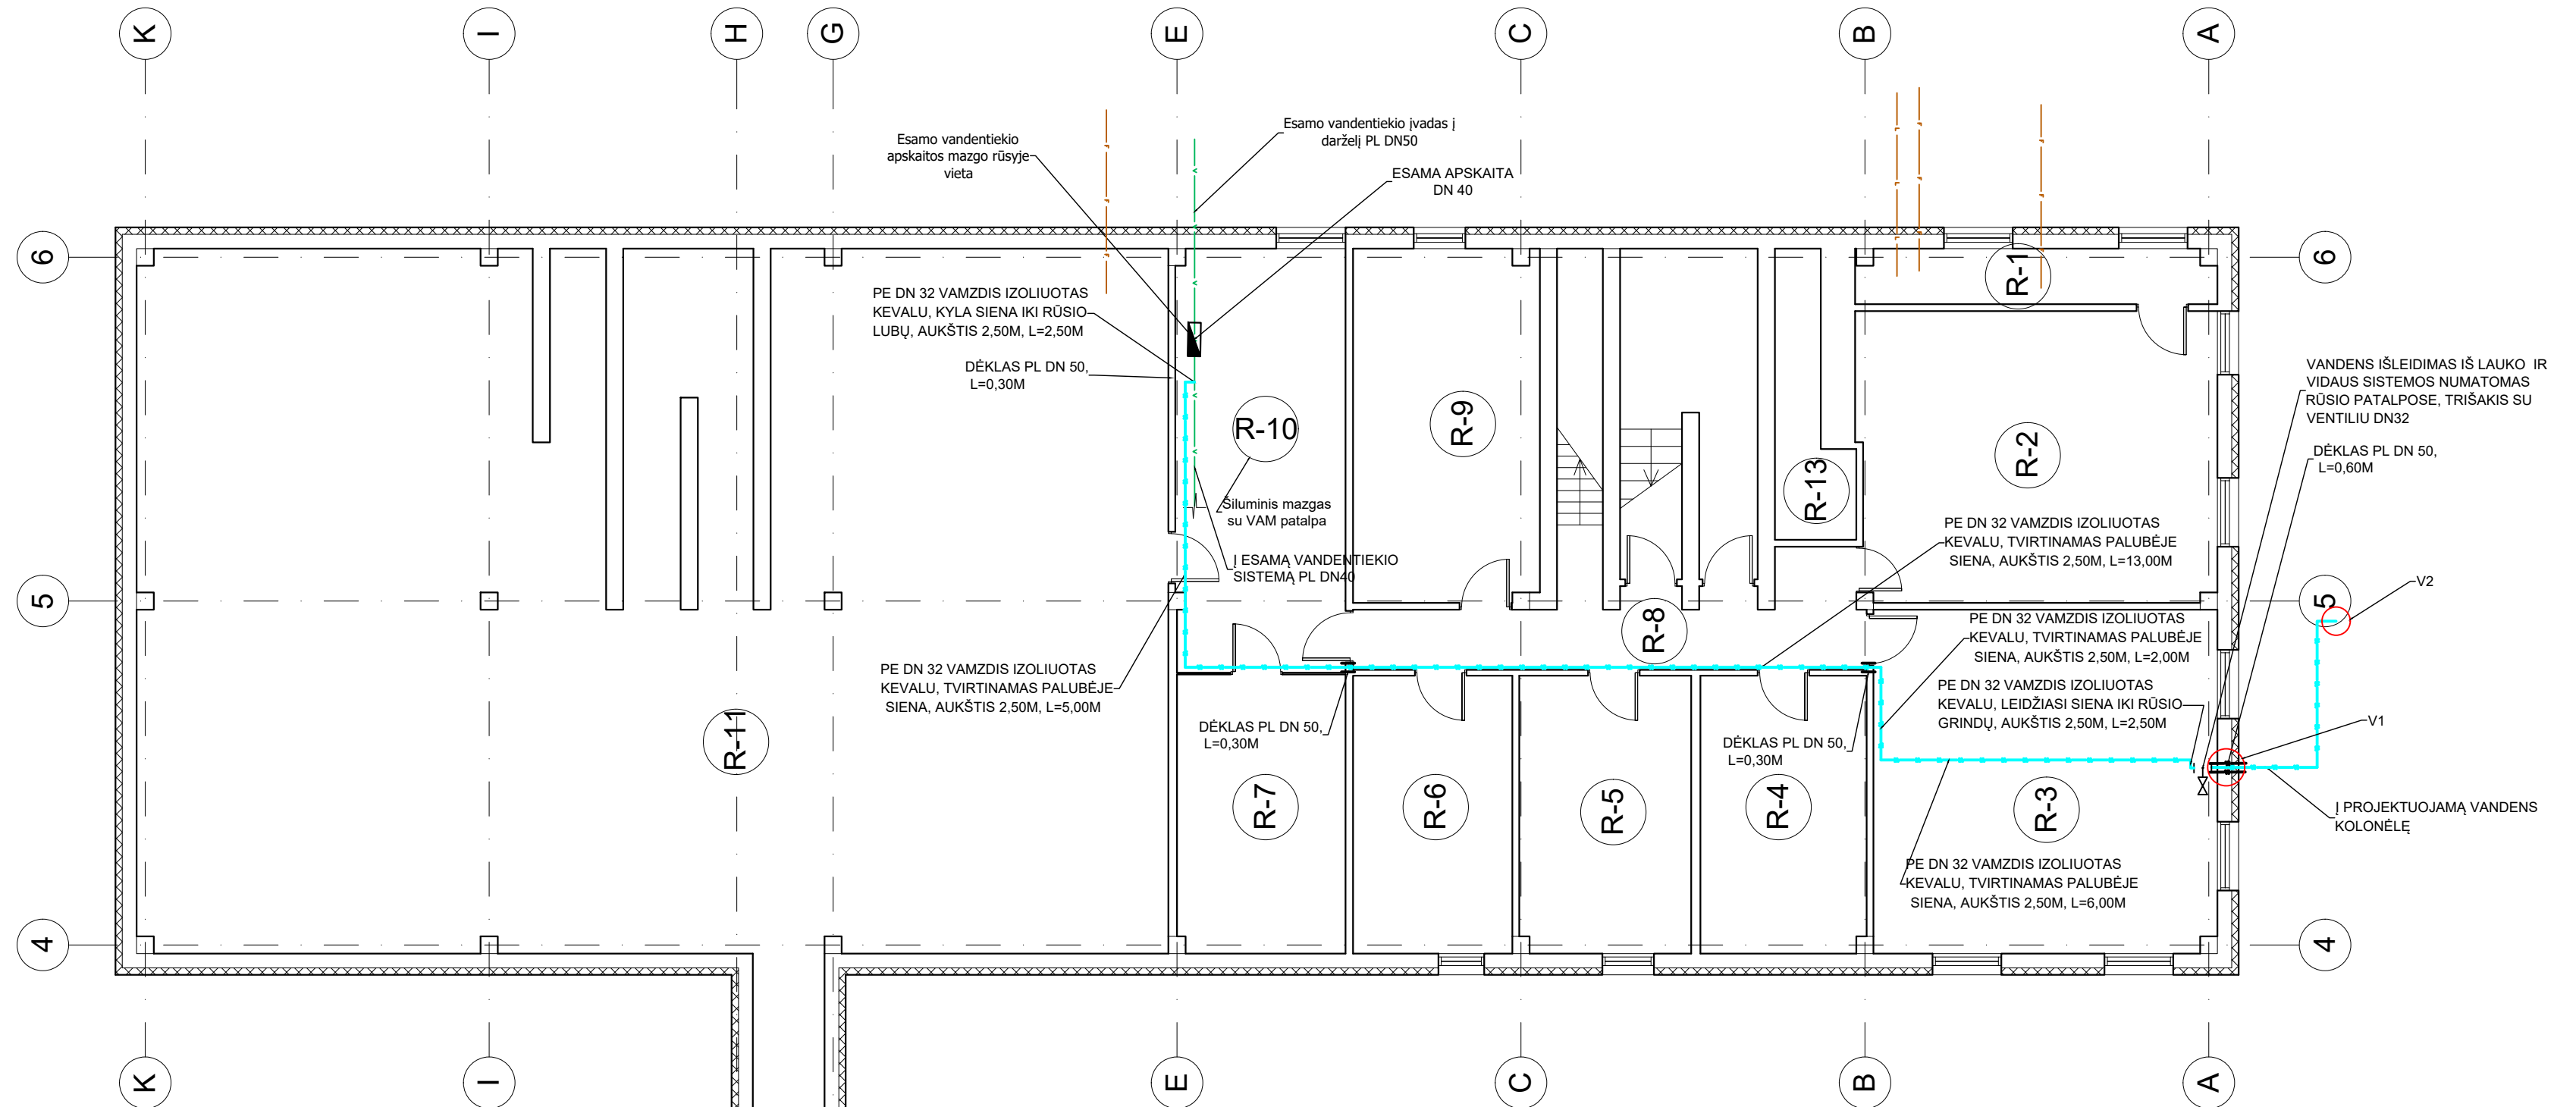 K
I
H
G
E
C
B
A
Esamo vandentiekio
apskaitos mazgo rūsyje
vieta
Esamo vandentiekio įvadas į
darželį PL DN50
ESAMA APSKAITA
DN 40
6
6
R-1
PE DN 32 VAMZDIS IZOLIUOTAS
KEVALU, KYLA SIENA IKI RŪSIO
LUBŲ, AUKŠTIS 2,50M, L=2,50M
DĖKLAS PL DN 50,
L=0,30M
VANDENS IŠLEIDIMAS IŠ LAUKO IR
VIDAUS SISTEMOS NUMATOMAS
RŪSIO PATALPOSE, TRIŠAKIS SU
VENTILIU DN32
DĖKLAS PL DN 50,
L=0,60M
R-10
R-9
R-13
R-2
Šiluminis mazgas
su VAM patalpa
Į ESAMĄ VANDENTIEKIO
SISTEMĄ PL DN40
PE DN 32 VAMZDIS IZOLIUOTAS
KEVALU, TVIRTINAMAS PALUBĖJE
SIENA, AUKŠTIS 2,50M, L=13,00M
5
5
V2
R-8
PE DN 32 VAMZDIS IZOLIUOTAS
KEVALU, TVIRTINAMAS PALUBĖJE
SIENA, AUKŠTIS 2,50M, L=2,00M
PE DN 32 VAMZDIS IZOLIUOTAS
KEVALU, TVIRTINAMAS PALUBĖJE
SIENA, AUKŠTIS 2,50M, L=5,00M
PE DN 32 VAMZDIS IZOLIUOTAS
KEVALU, LEIDŽIASI SIENA IKI RŪSIO
GRINDŲ, AUKŠTIS 2,50M, L=2,50M
V1
R-11
DĖKLAS PL DN 50,
L=0,30M
DĖKLAS PL DN 50,
L=0,30M
R-7
R-6
R-5
R-4
R-3
Į PROJEKTUOJAMĄ VANDENS
KOLONĖLĘ
PE DN 32 VAMZDIS IZOLIUOTAS
KEVALU, TVIRTINAMAS PALUBĖJE
SIENA, AUKŠTIS 2,50M, L=6,00M
4
4
K
I
E
C
B
A